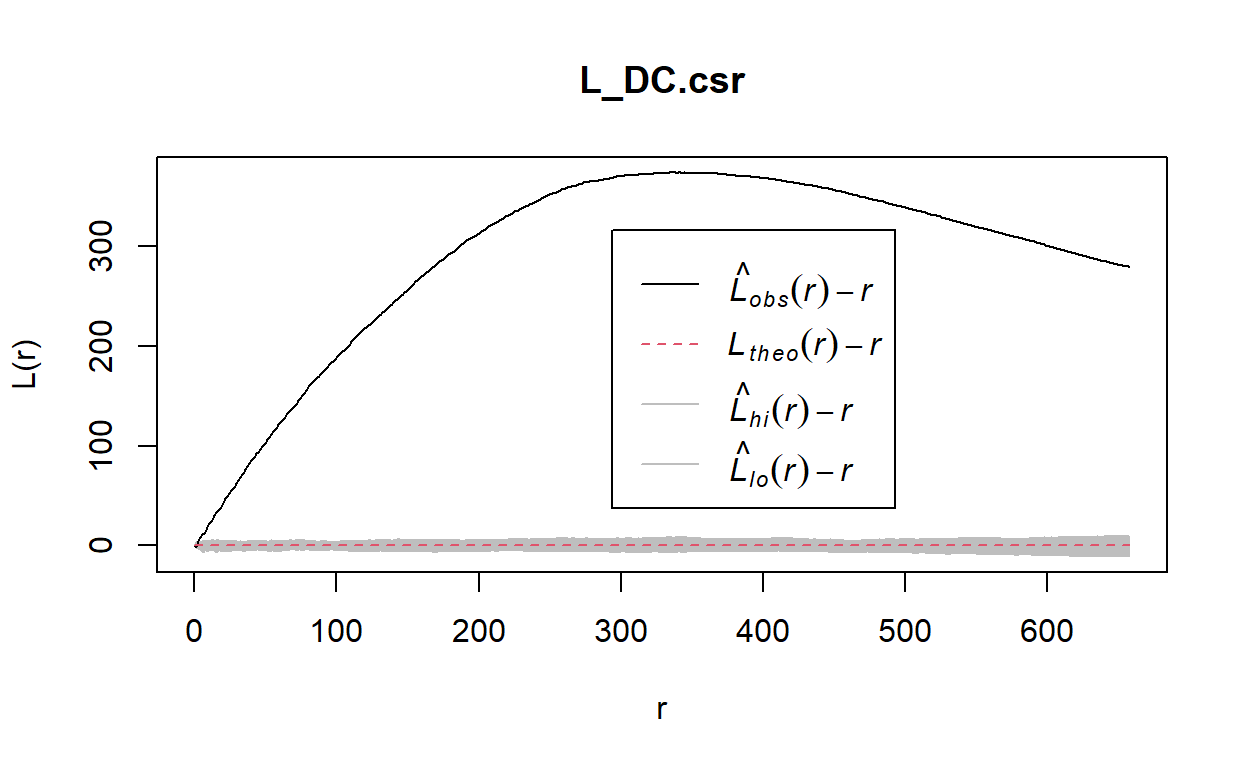 L_DC.csr
L(r)
300
200
100
0
L̂obs(r) – r
Ltheo(r) – r
L̂hi(r) – r
L̂lo(r) – r
0 100 200 300 400 500 600
r